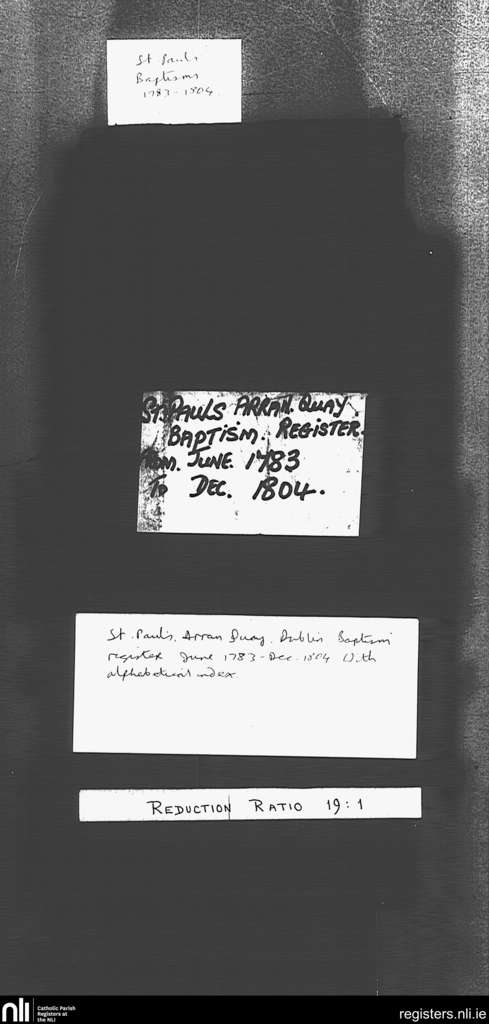 St Pauls
Baptisms
1783-1804.
ST. PAULS ARRAN. QUAY.
BAPTISM. REGISTER.
FROM. JUNE. 1783
TO DEC. 1804.
St. Paul's, Arran Quay, Dublin Baptism
register June 1783-Dec. 1804 With
alphabetical index.
REDUCTION RATIO 19:1
nli
Catholic Parish
Registers at
the NLI
registers.nli.ie